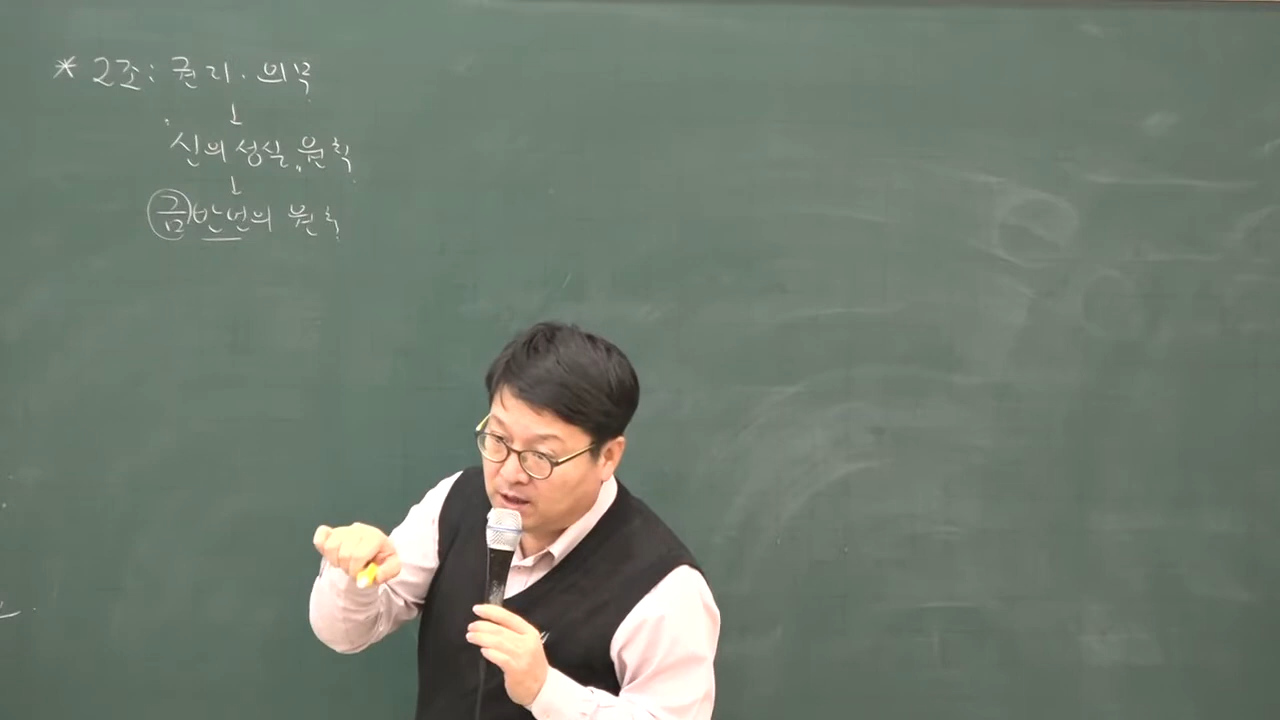 * 2조: 권리·의무
↓
신의성실 원칙
↓
금반언의 원칙